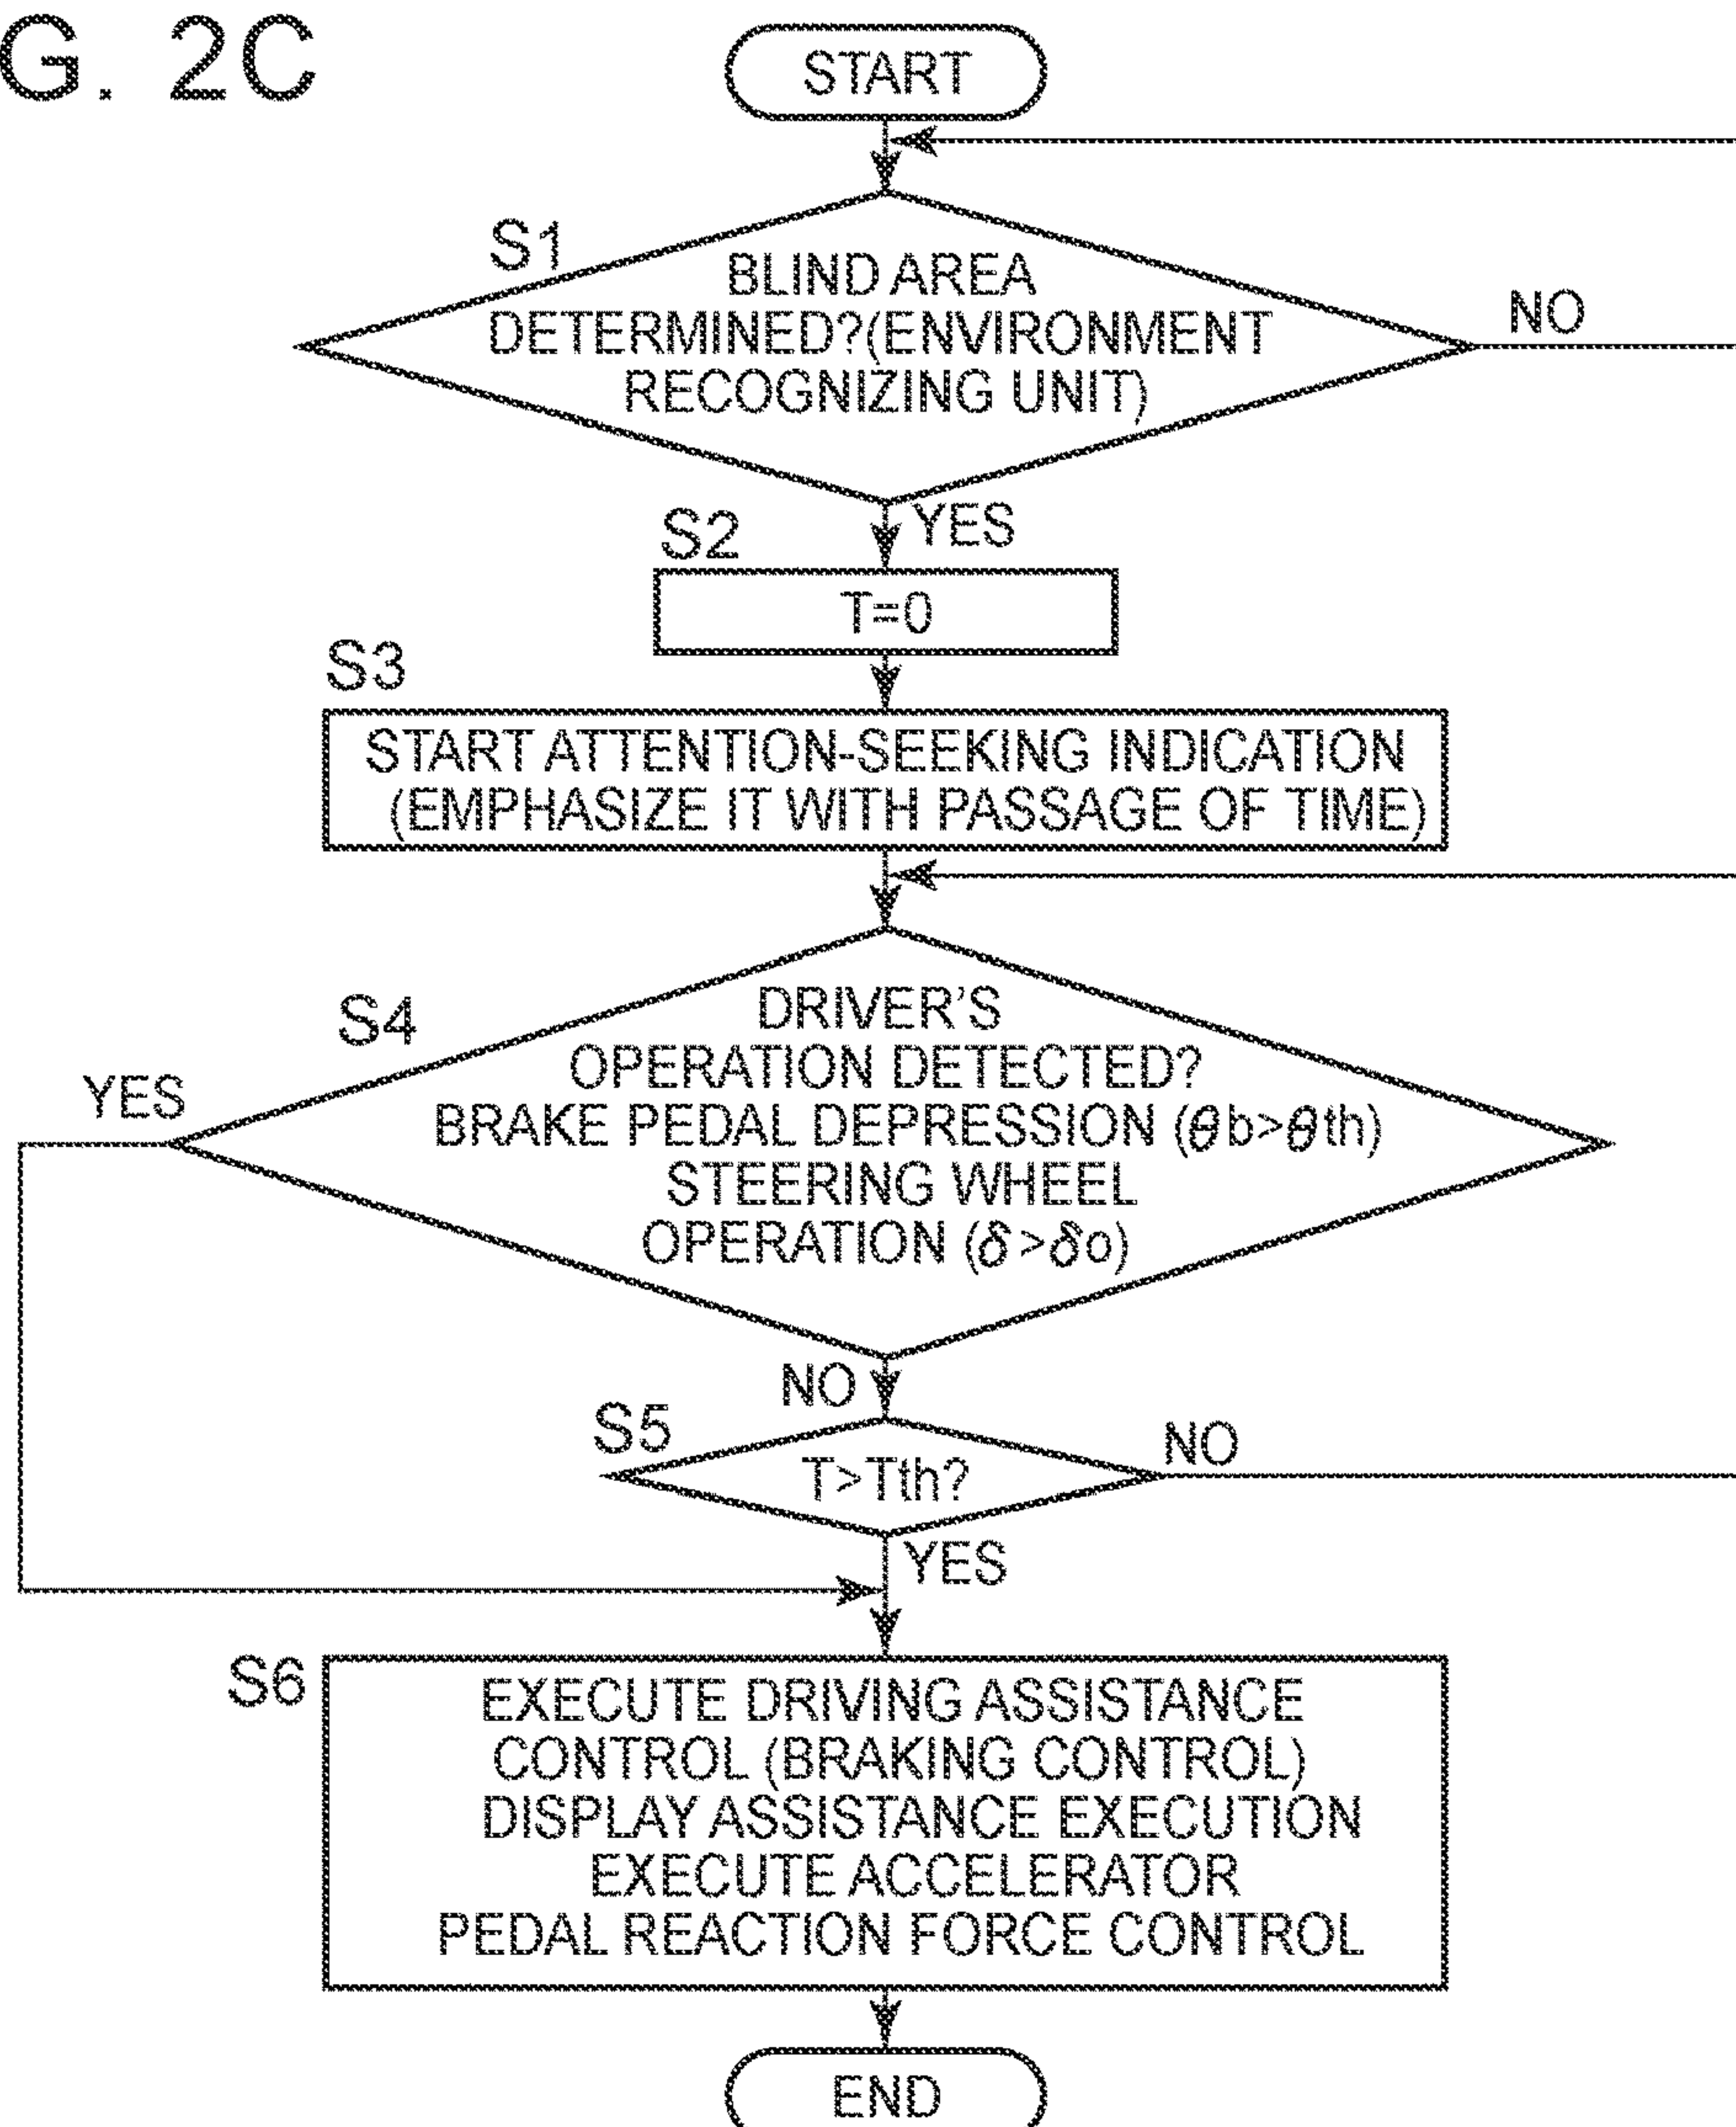 G. 2C
START
S1
BLIND AREA
DETERMINED?(ENVIRONMENT
RECOGNIZING UNIT)
NO
YES
S2
T=0
S3
START ATTENTION-SEEKING INDICATION
(EMPHASIZE IT WITH PASSAGE OF TIME)
S4
DRIVER'S
OPERATION DETECTED?
BRAKE PEDAL DEPRESSION (θb>θth)
STEERING WHEEL
OPERATION (δ>δo)
YES
NO
S5
T>Tth?
NO
YES
S6
EXECUTE DRIVING ASSISTANCE
CONTROL (BRAKING CONTROL)
DISPLAY ASSISTANCE EXECUTION
EXECUTE ACCELERATOR
PEDAL REACTION FORCE CONTROL
END